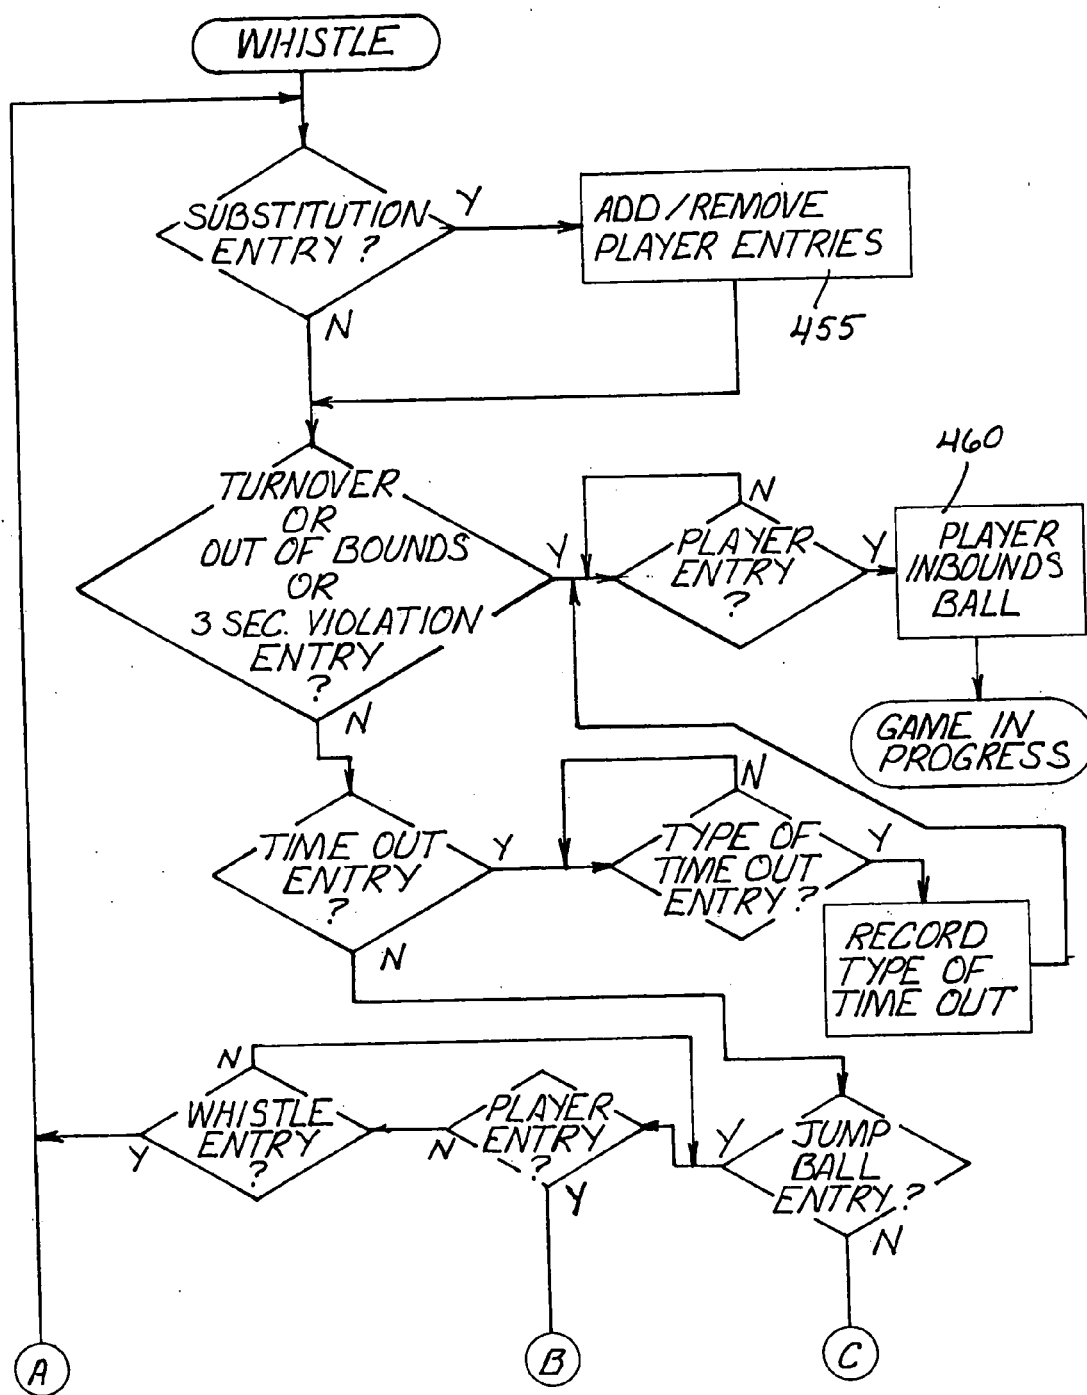 WHISTLE
SUBSTITUTION
ENTRY ?
Y
N
ADD/REMOVE
PLAYER ENTRIES
455
TURNOVER
OR
OUT OF BOUNDS
OR
3 SEC. VIOLATION
ENTRY
?
Y
N
N
PLAYER
ENTRY
?
Y
460
PLAYER
INBOUNDS
BALL
GAME IN
PROGRESS
TIME OUT
ENTRY
?
Y
N
N
TYPE OF
TIME OUT
ENTRY ?
Y
RECORD
TYPE OF
TIME OUT
N
WHISTLE
ENTRY
?
Y
PLAYER
ENTRY
?
N
Y
Y
JUMP
BALL
ENTRY ?
N
A
B
C